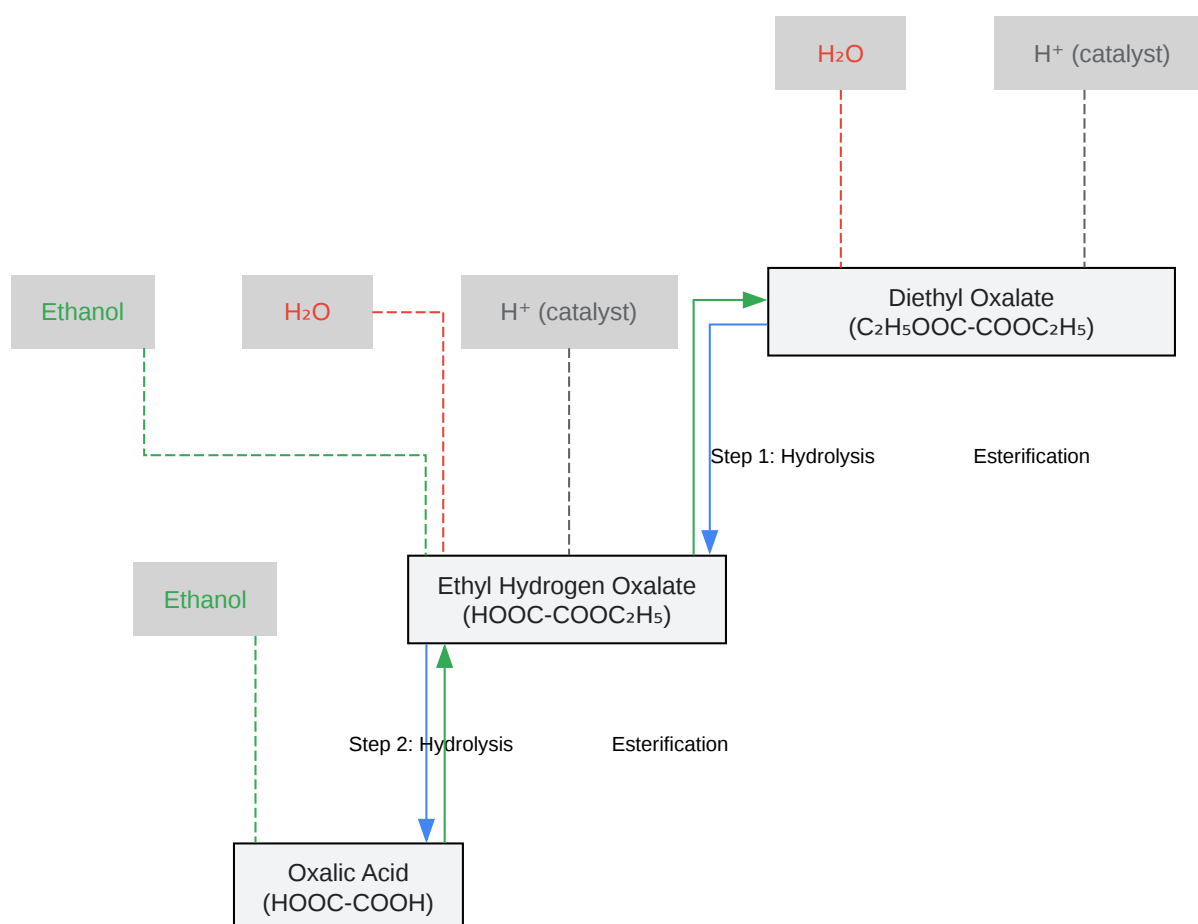 H₂O
H⁺ (catalyst)
Ethanol
H₂O
H⁺ (catalyst)
Diethyl Oxalate
(C₂H₅OOC-COOC₂H₅)
Step 1: Hydrolysis
Esterification
Ethanol
Ethyl Hydrogen Oxalate
(HOOC-COOC₂H₅)
Step 2: Hydrolysis
Esterification
Oxalic Acid
(HOOC-COOH)